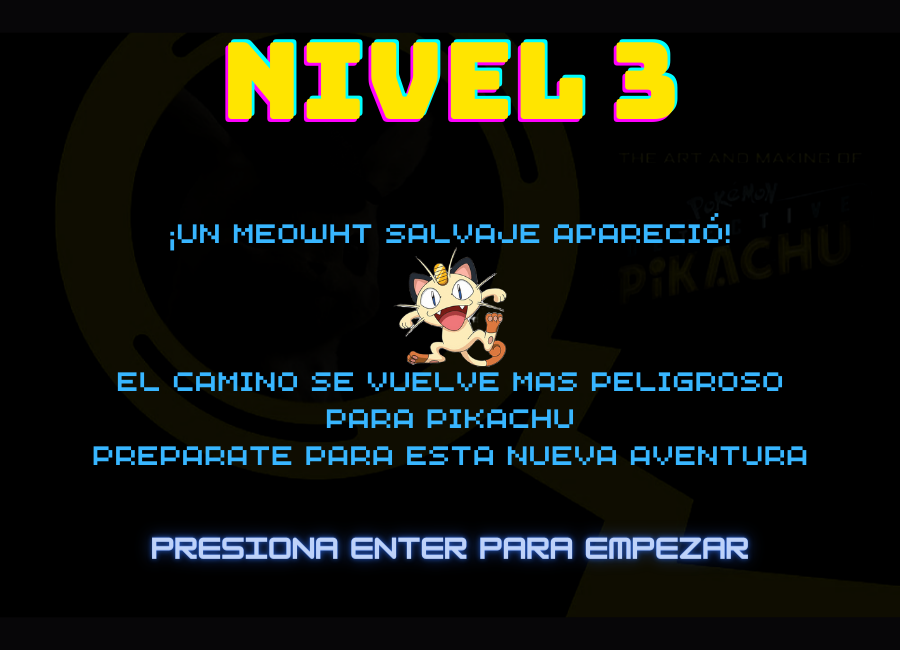 NIVEL 3
THE ART AND MAKING OF
POKéMON
PiKACHU
¡UN MEOWHT SALVAJE APARECIÓ!
EL CAMINO SE VUELVE MAS PELIGROSO
PARA PIKACHU
PREPARATE PARA ESTA NUEVA AVENTURA
PRESIONA ENTER PARA EMPEZAR